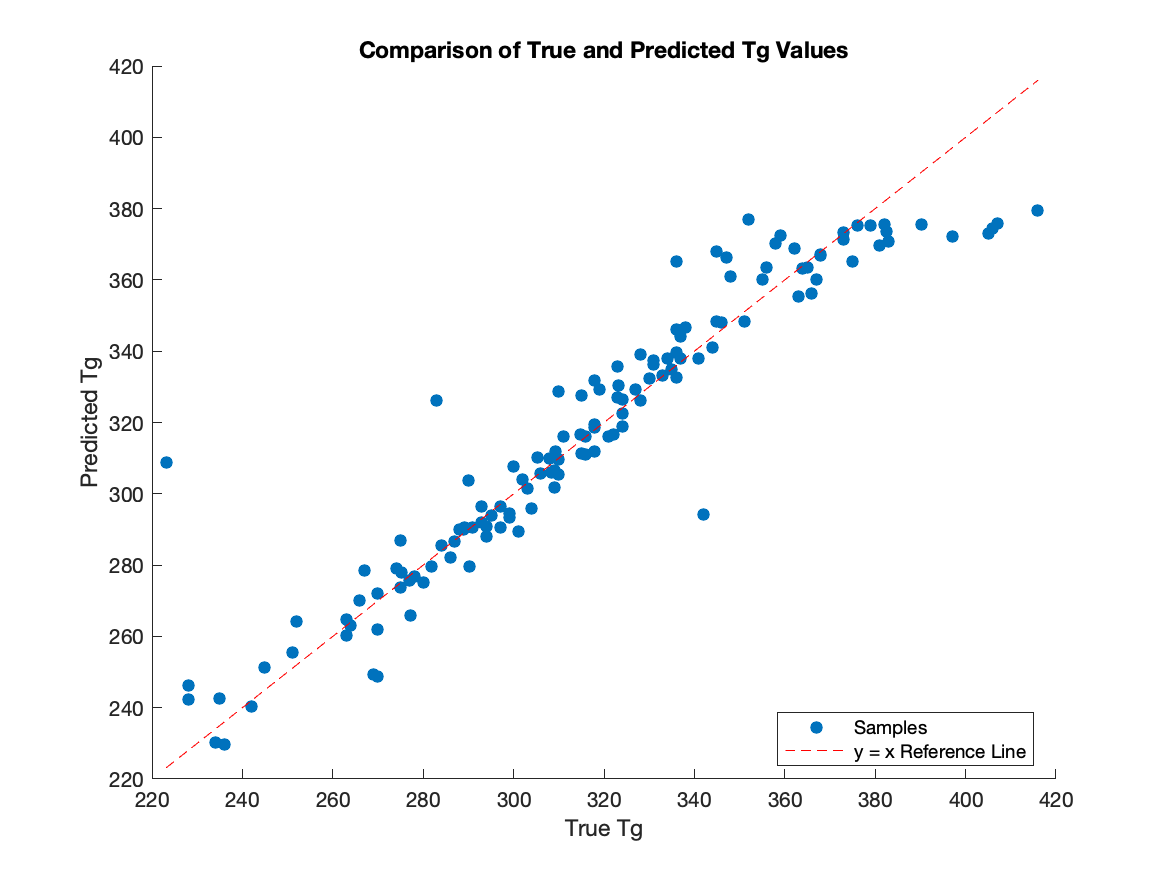 Comparison of True and Predicted Tg Values
420
400
380
360
340
320
300
280
260
240
220
Predicted Tg
Samples
y = x Reference Line
220 240 260 280 300 320 340 360 380 400 420
True Tg